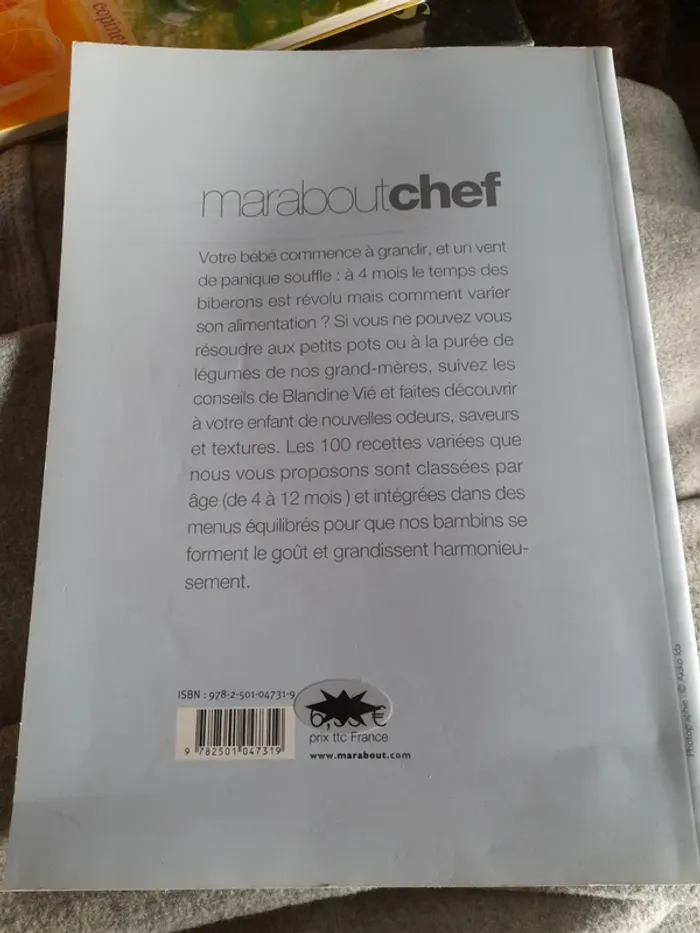 copines
maraboutchef
Votre bébé commence à grandir, et un vent
de panique souffle : à 4 mois le temps des
biberons est révolu mais comment varier
son alimentation ? Si vous ne pouvez vous
résoudre aux petits pots ou à la purée de
légumes de nos grand-mères, suivez les
conseils de Blandine Vié et faites découvrir
à votre enfant de nouvelles odeurs, saveurs
et textures. Les 100 recettes variées que
nous vous proposons sont classées par
âge (de 4 à 12 mois ) et intégrées dans des
menus équilibrés pour que nos bambins se
forment le goût et grandissent harmonieu-
sement.
ISBN : 978-2-501-04731-9
9 782501 047319
€
prix ttc France
www.marabout.com
Photographie : © Akiko Ida